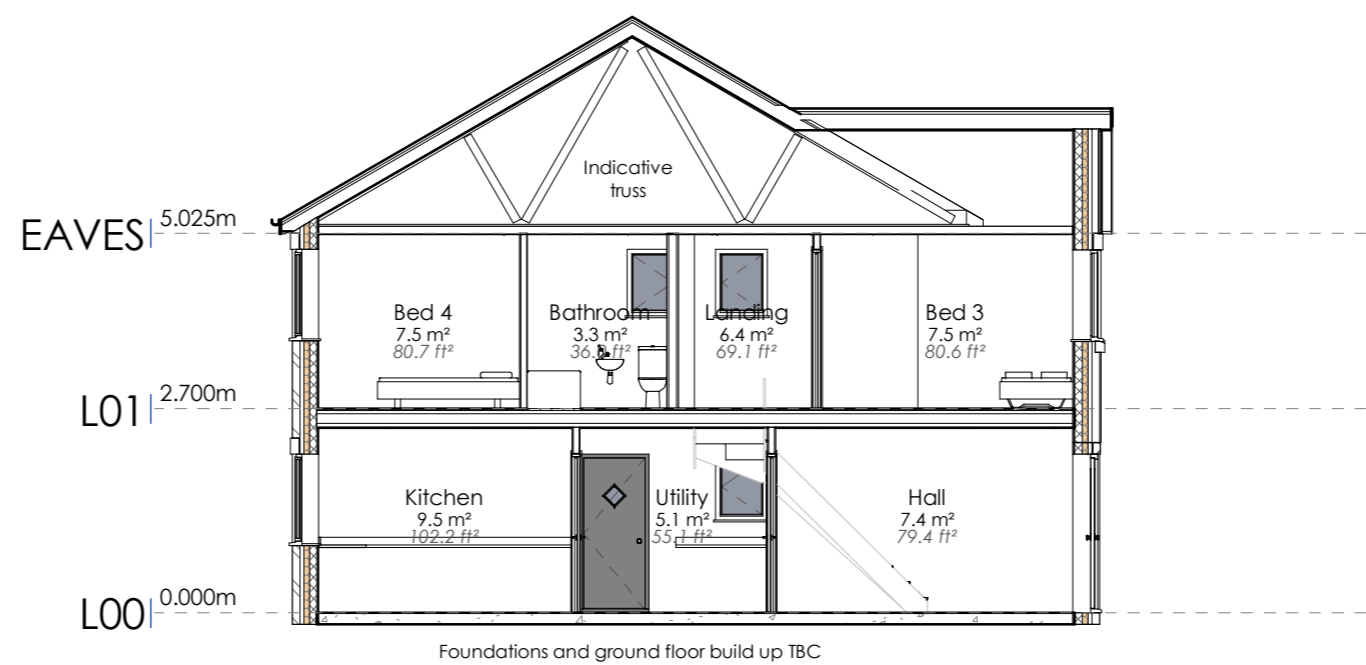 Indicative
truss
EAVES 5.025m
Bed 4
7.5 m²
80.7 ft²
Bathroom
3.3 m²
ft²
Landing
6.4 m²
69.1 ft²
Bed 3
7.5 m²
80.6 ft²
L01 2.700m
Kitchen
9.5 m²
102.2 ft²
Utility
5.1 m²
55.1 ft²
Hall
7.4 m²
79.4 ft²
L00 0.000m
Foundations and ground floor build up TBC